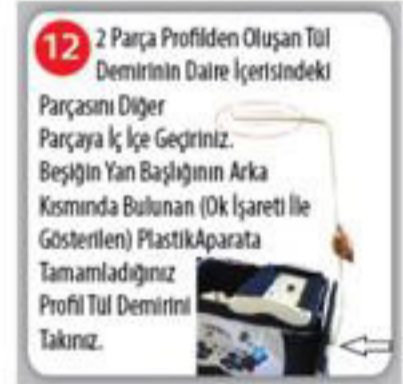 12 2 Parça Profilden Oluşan Tül
Demirinin Daire İçerisindeki
Parçasını Diğer
Parçaya İç İçe Geçiriniz.
Beşiğin Yan Başlığının Arka
Kısmında Bulunan (Ok İşareti İle
Gösterilen) PlastikAparata
Tamamladığınız
Profil Tül Demirini
Takınız.